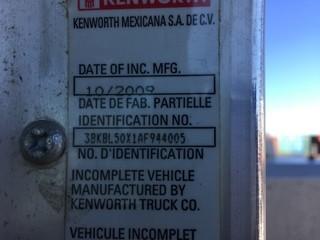 KENWORTH
KENWORTH MEXICANA S.A. DE C.V.
DATE OF INC. MFG.
10/2009
DATE DE FAB. PARTIELLE
IDENTIFICATION NO.
3BKBL50X1AF944005
NO. D'IDENTIFICATION
INCOMPLETE VEHICLE
MANUFACTURED BY
KENWORTH TRUCK CO.
VEHICULE INCOMPLET